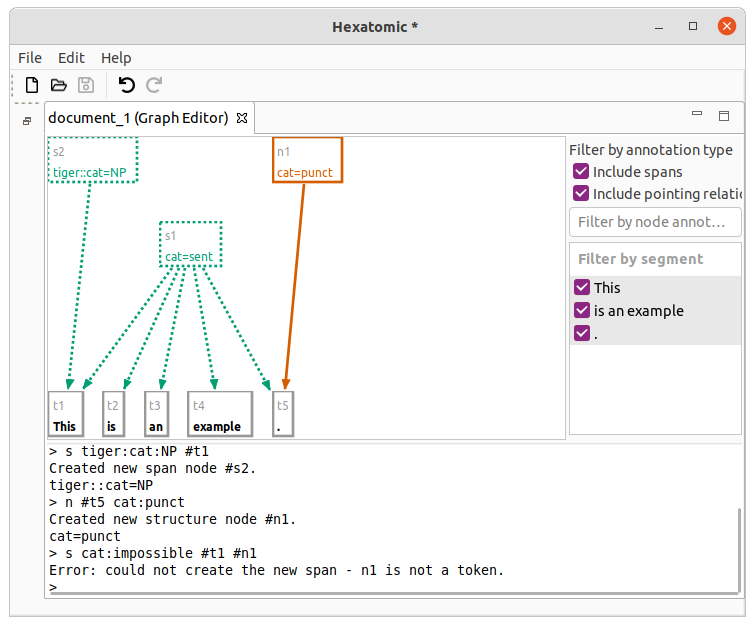 Hexatomic *
File Edit Help
document_1 (Graph Editor)
s2
tiger::cat=NP
n1
cat=punct
s1
cat=sent
t1
This
t2
is
t3
an
t4
example
t5
.
Filter by annotation type
Include spans
Include pointing relatic
Filter by node annot...
Filter by segment
This
is an example
.
> s tiger:cat:NP #t1
Created new span node #s2.
tiger::cat=NP
> n #t5 cat:punct
Created new structure node #n1.
cat=punct
> s cat:impossible #t1 #n1
Error: could not create the new span - n1 is not a token.
>